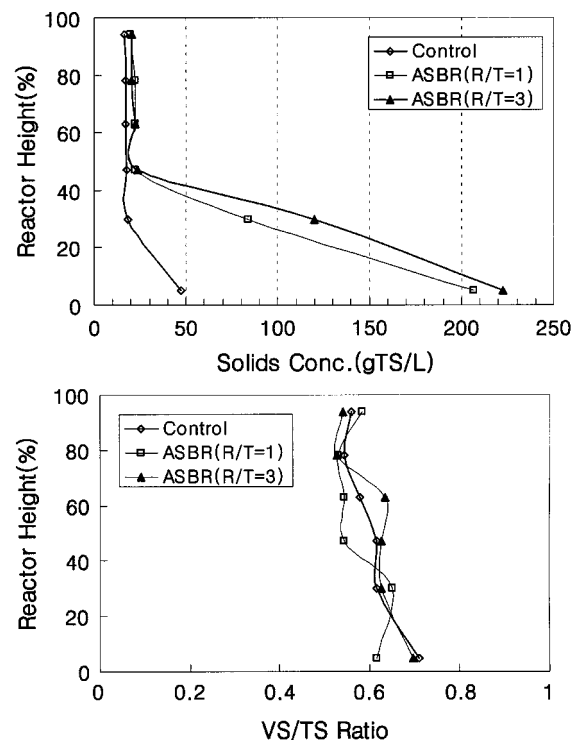 100
80
60
40
20
0
Reactor Height(%)
Control
ASBR(R/T=1)
ASBR(R/T=3)
0 50 100 150 200 250
Solids Conc.(gTS/L)
100
80
60
40
20
0
Reactor Height(%)
Control
ASBR(R/T=1)
ASBR(R/T=3)
0 0.2 0.4 0.6 0.8 1
VS/TS Ratio